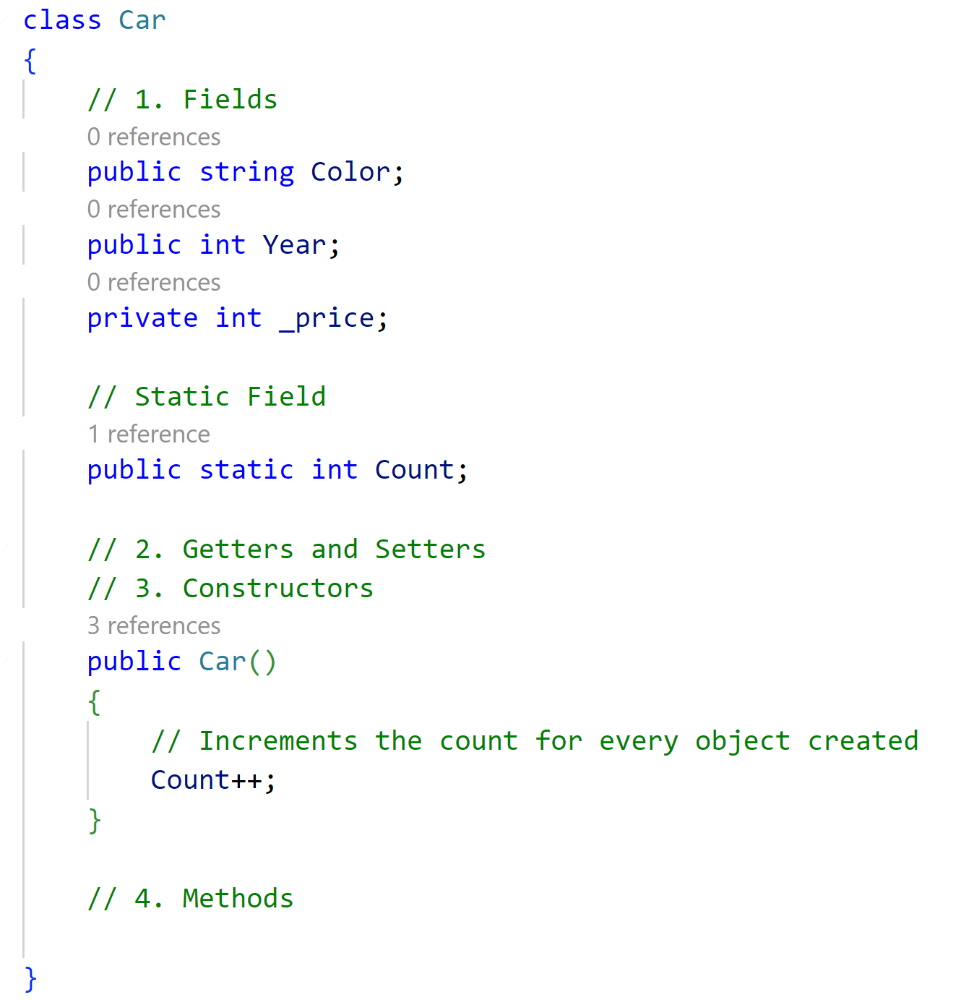 class Car
{
// 1. Fields
0 references
public string Color;
0 references
public int Year;
0 references
private int _price;
// Static Field
1 reference
public static int Count;
// 2. Getters and Setters
// 3. Constructors
3 references
public Car()
{
// Increments the count for every object created
Count++;
}
// 4. Methods
}